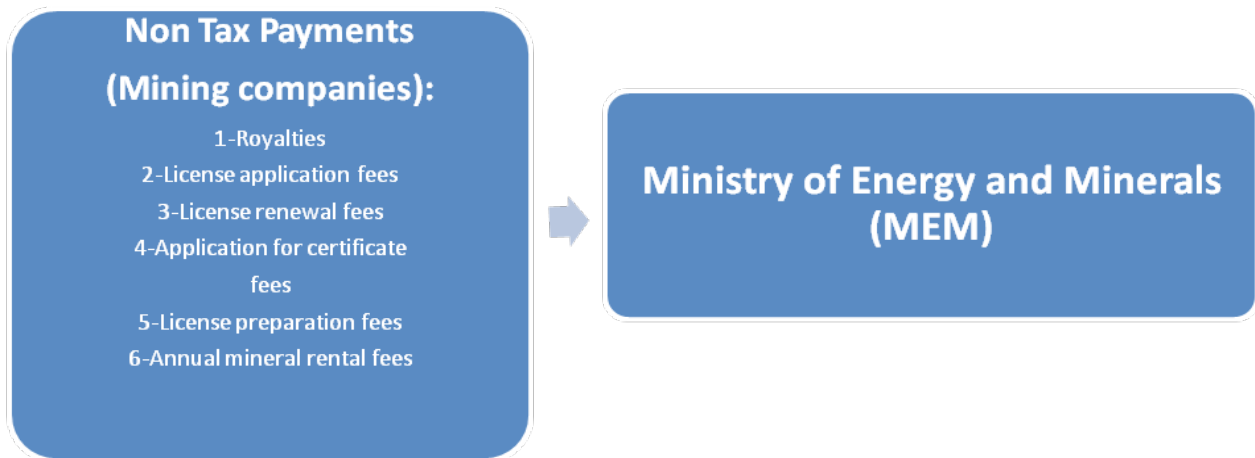 Non Tax Payments
(Mining companies):
1-Royalties
2-License application fees
3-License renewal fees
4-Application for certificate
fees
5-License preparation fees
6-Annual mineral rental fees
Ministry of Energy and Minerals
(MEM)